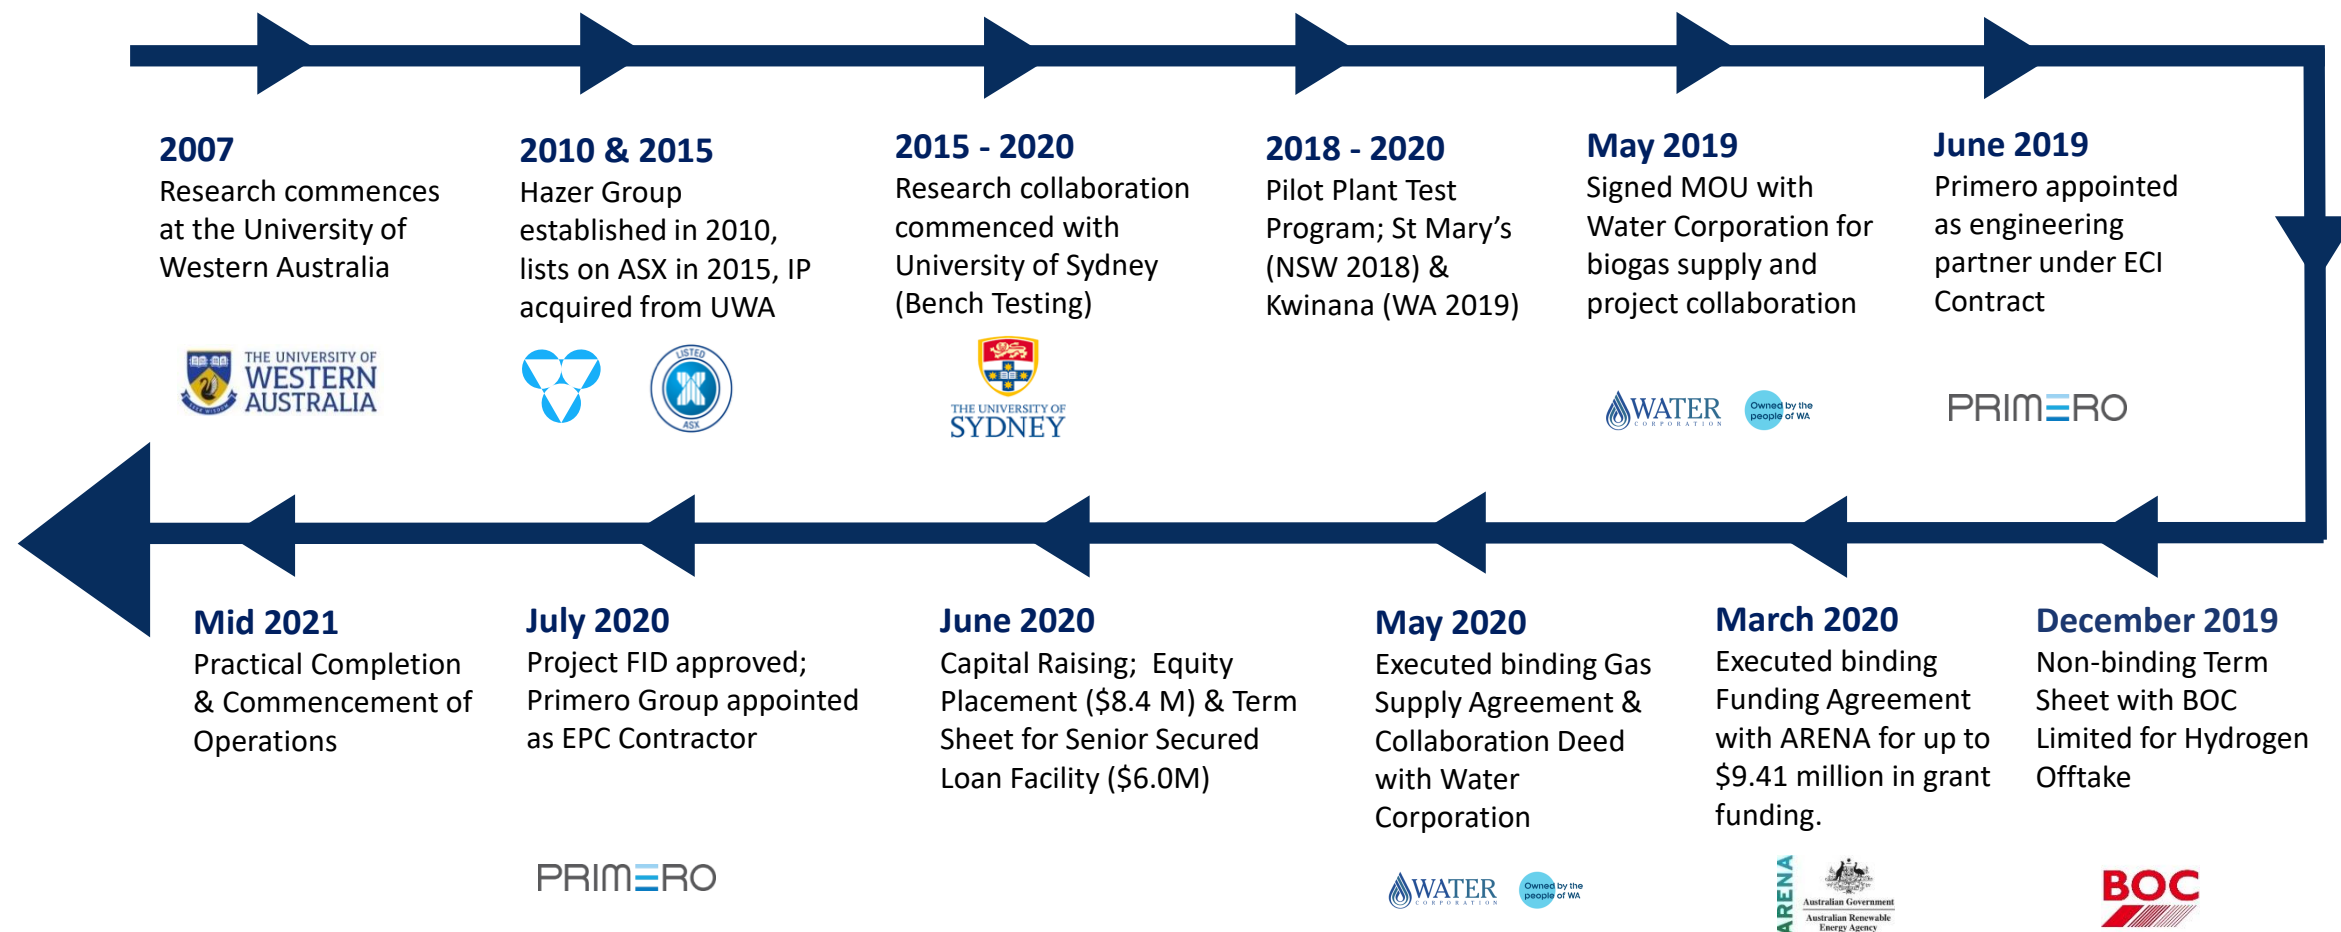 2007
Research commences
at the University of
Western Australia
THE UNIVERSITY OF
WESTERN
AUSTRALIA
2010 & 2015
Hazer Group
established in 2010,
lists on ASX in 2015, IP
acquired from UWA
LISTED
ASX
2015 - 2020
Research collaboration
commenced with
University of Sydney
(Bench Testing)
THE UNIVERSITY OF
SYDNEY
2018 - 2020
Pilot Plant Test
Program; St Mary’s
(NSW 2018) &
Kwinana (WA 2019)
May 2019
Signed MOU with
Water Corporation for
biogas supply and
project collaboration
WATER
CORPORATION
Owned by the
people of WA
June 2019
Primero appointed
as engineering
partner under ECI
Contract
PRIMERO
December 2019
Non-binding Term
Sheet with BOC
Limited for Hydrogen
Offtake
BOC
March 2020
Executed binding
Funding Agreement
with ARENA for up to
$9.41 million in grant
funding.
ARENA
Australian Government
Australian Renewable
Energy Agency
May 2020
Executed binding Gas
Supply Agreement &
Collaboration Deed
with Water
Corporation
WATER
CORPORATION
Owned by the
people of WA
June 2020
Capital Raising;  Equity
Placement ($8.4 M) & Term
Sheet for Senior Secured
Loan Facility ($6.0M)
July 2020
Project FID approved;
Primero Group appointed
as EPC Contractor
PRIMERO
Mid 2021
Practical Completion
& Commencement of
Operations